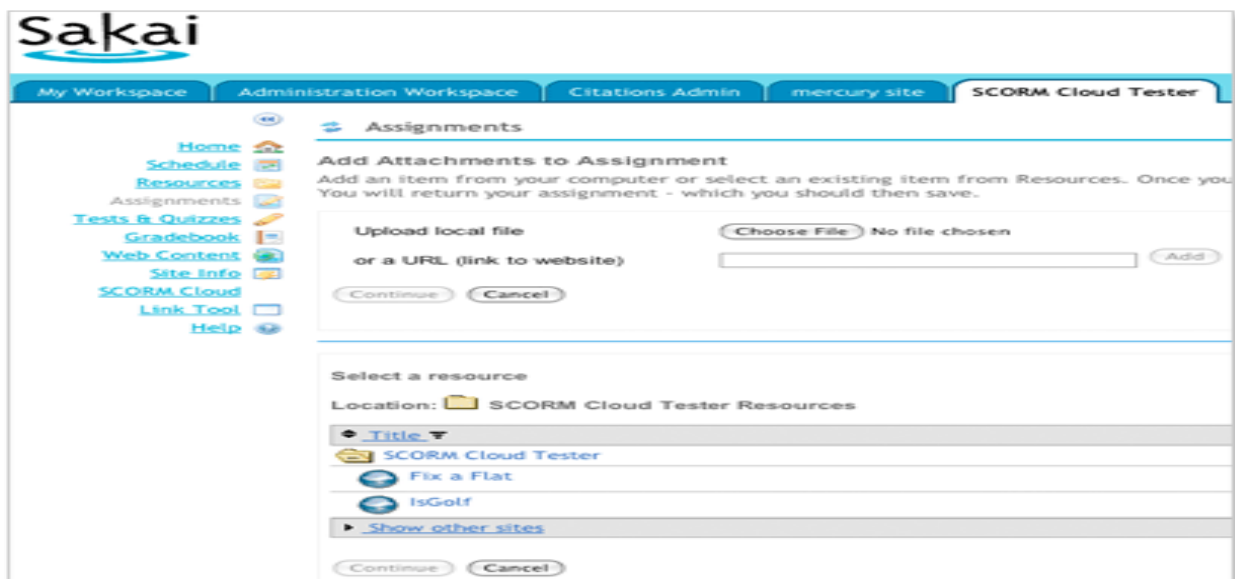 Sakai
My Workspace Administration Workspace Citations Admin mercury site SCORM Cloud Tester
Home
Schedule
Resources
Assignments
Tests & Quizzes
Gradebook
Web Content
Site Info
SCORM Cloud
Link Tool
Help
Assignments
Add Attachments to Assignment
Add an item from your computer or select an existing item from Resources. Once you
You will return your assignment - which you should then save.
Upload local file Choose File No file chosen
or a URL (link to website) Add
Continue Cancel
Select a resource
Location: SCORM Cloud Tester Resources
Title
SCORM Cloud Tester
Fix a Flat
IsGolf
Show other sites
Continue Cancel